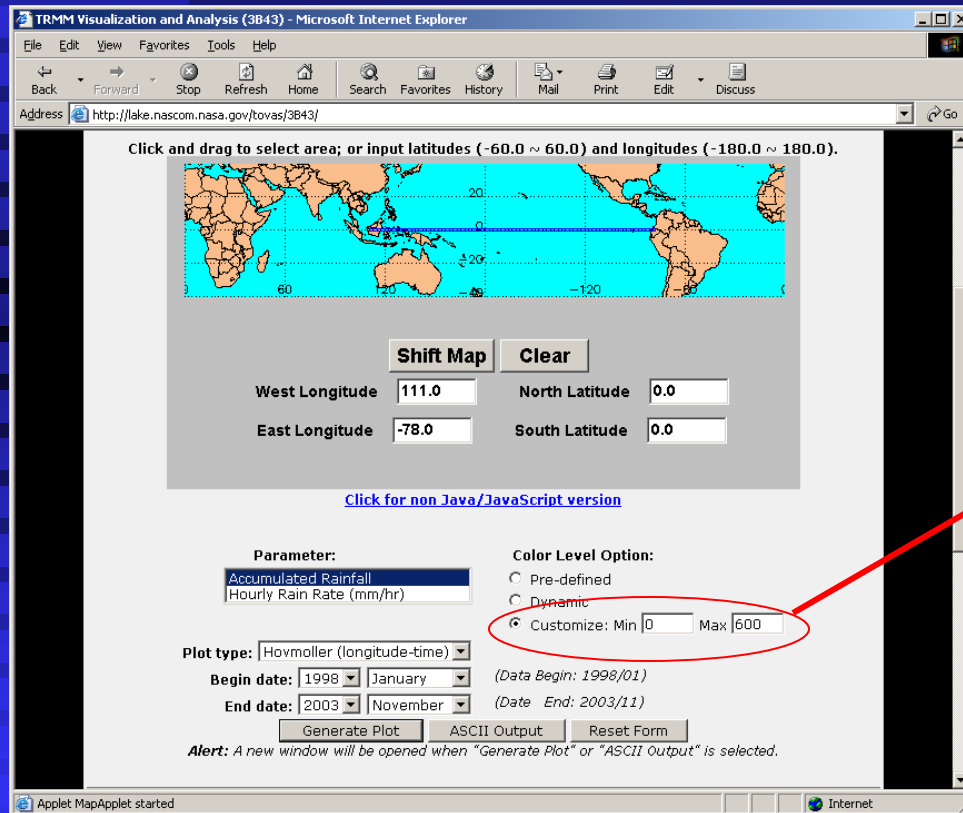 TRMM Visualization and Analysis (3B43) - Microsoft Internet Explorer
File Edit View Favorites Tools Help
Back Forward Stop Refresh Home Search Favorites History Mail Print Edit Discuss
Address http://lake.nascom.nasa.gov/tovas/3B43/ Go
Click and drag to select area; or input latitudes (-60.0 ~ 60.0) and longitudes (-180.0 ~ 180.0).
20
0
-20
60 120 -120 -60
Shift Map Clear
West Longitude 111.0 North Latitude 0.0
East Longitude -78.0 South Latitude 0.0
Click for non Java/JavaScript version
Parameter: Color Level Option:
Accumulated Rainfall Pre-defined
Hourly Rain Rate (mm/hr) Dynamic
Customize: Min 0 Max 600
Plot type: Hovmoller (longitude-time)
Begin date: 1998 January (Data Begin: 1998/01)
End date: 2003 November (Date End: 2003/11)
Generate Plot ASCII Output Reset Form
Alert: A new window will be opened when "Generate Plot" or "ASCII Output" is selected.
Applet MapApplet started Internet